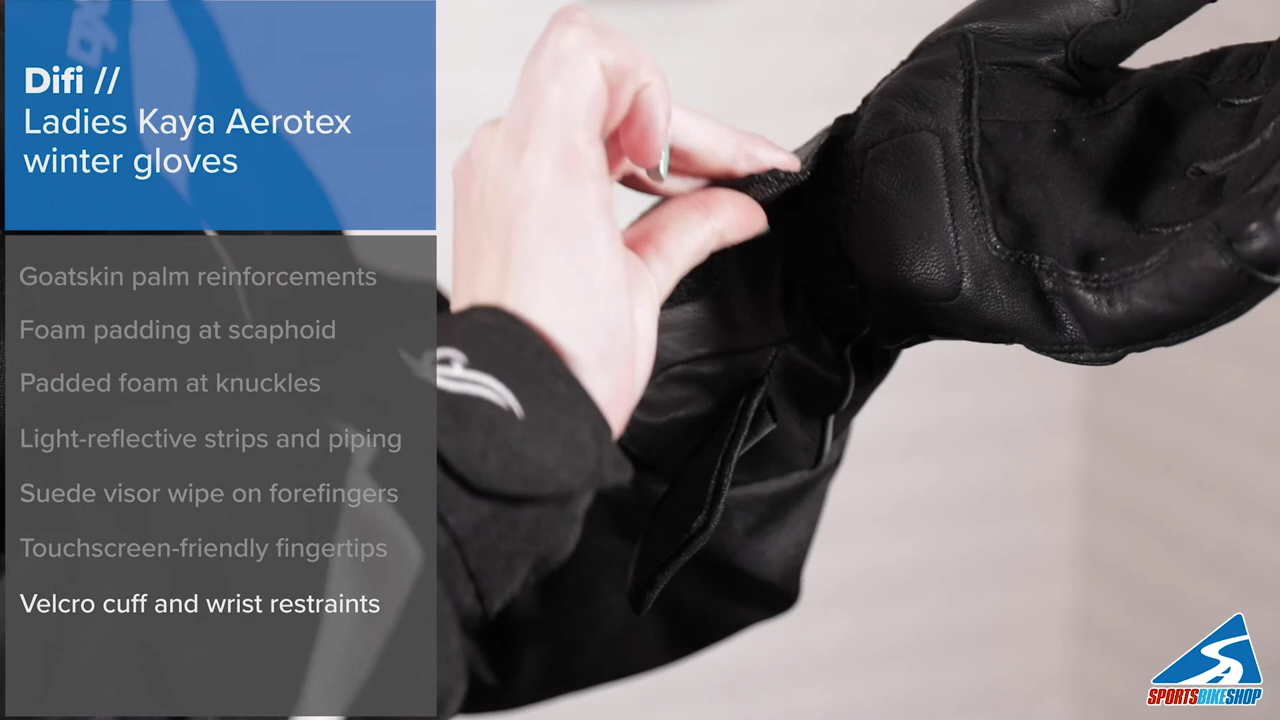 Difi //
Ladies Kaya Aerotex
winter gloves
Goatskin palm reinforcements
Foam padding at scaphoid
Padded foam at knuckles
Light-reflective strips and piping
Suede visor wipe on forefingers
Touchscreen-friendly fingertips
Velcro cuff and wrist restraints
SPORTSBIKESHOP